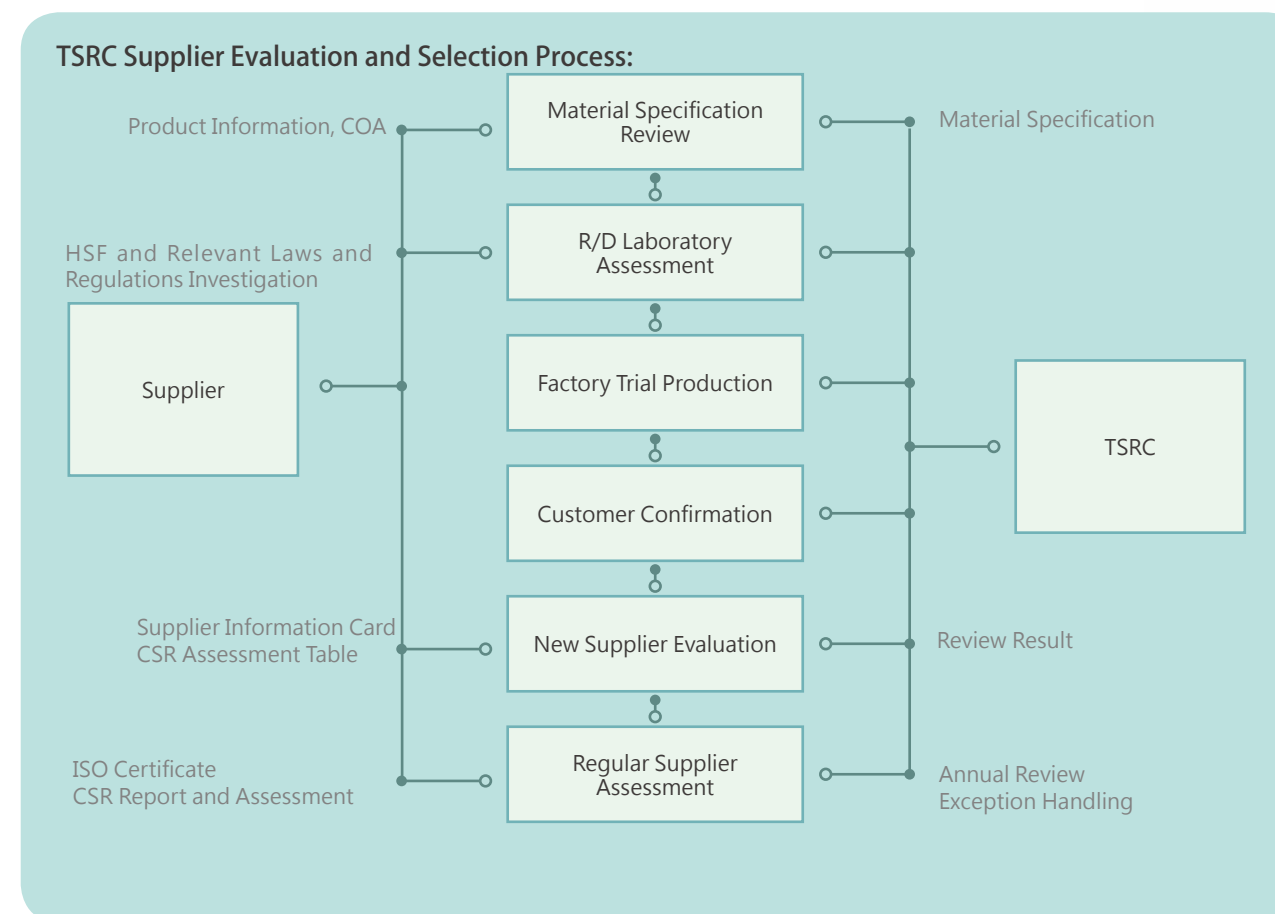 TSRC Supplier Evaluation and Selection Process:
Product Information, COA
Material Specification
Review
Material Specification
HSF and Relevant Laws and
Regulations Investigation
R/D Laboratory
Assessment
Supplier
Factory Trial Production
TSRC
Customer Confirmation
Supplier Information Card
CSR Assessment Table
New Supplier Evaluation
Review Result
ISO Certificate
CSR Report and Assessment
Regular Supplier
Assessment
Annual Review
Exception Handling